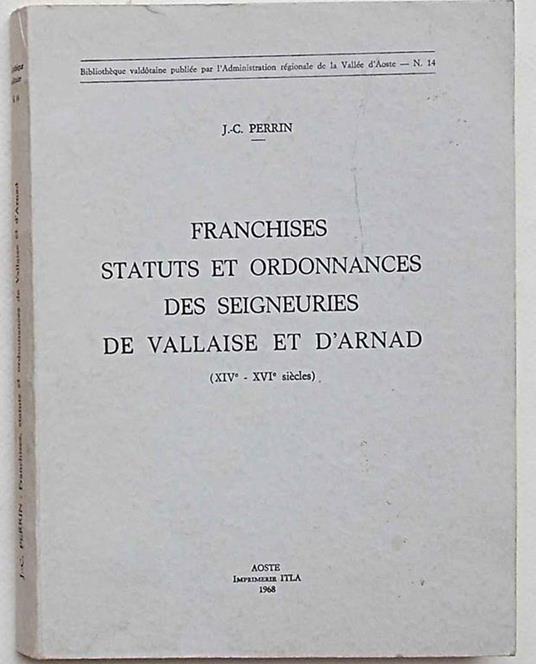 Bibliothèque valdôtaine publiée par l'Administration régionale de la Vallée d'Aoste — N. 14
J.-C. PERRIN
FRANCHISES
STATUTS ET ORDONNANCES
DES SEIGNEURIES
DE VALLAISE ET D'ARNAD
(XIVe - XVIe siècles)
AOSTE
IMPRIMERIE ITLA
1968
J.-C. PERRIN - Franchises, statuts et ordonnances de Vallaise et d'Arnad